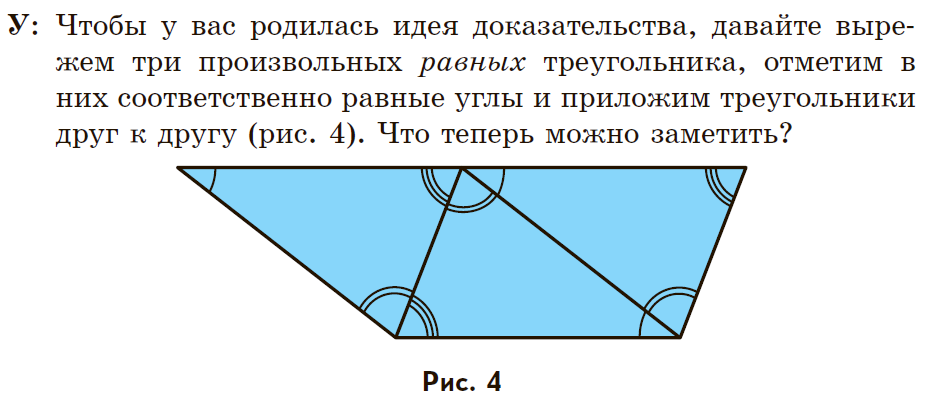 У: Чтобы у вас родилась идея доказательства, давайте выре-
жем три произвольных равных треугольника, отметим в
них соответственно равные углы и приложим треугольники
друг к другу (рис. 4). Что теперь можно заметить?
Рис. 4